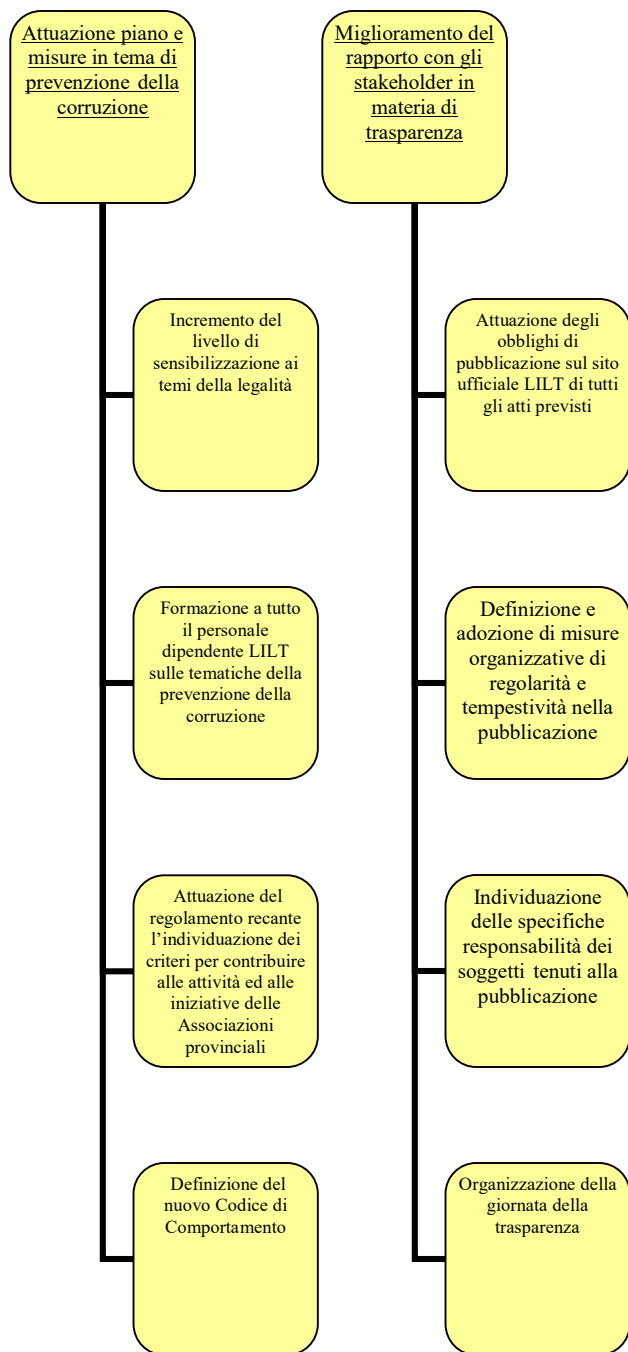 Attuazione piano e
misure in tema di
prevenzione della
corruzione
Incremento del
livello di
sensibilizzazione ai
temi della legalità
Formazione a tutto
il personale
dipendente LILT
sulle tematiche della
prevenzione della
corruzione
Attuazione del
regolamento recante
l’individuazione dei
criteri per contribuire
alle attività ed alle
iniziative delle
Associazioni
provinciali
Definizione del
nuovo Codice di
Comportamento
Miglioramento del
rapporto con gli
stakeholder in
materia di
trasparenza
Attuazione degli
obblighi di
pubblicazione sul sito
ufficiale LILT di tutti
gli atti previsti
Definizione e
adozione di misure
organizzative di
regolarità e
tempestività nella
pubblicazione
Individuazione
delle specifiche
responsabilità dei
soggetti tenuti alla
pubblicazione
Organizzazione della
giornata della
trasparenza